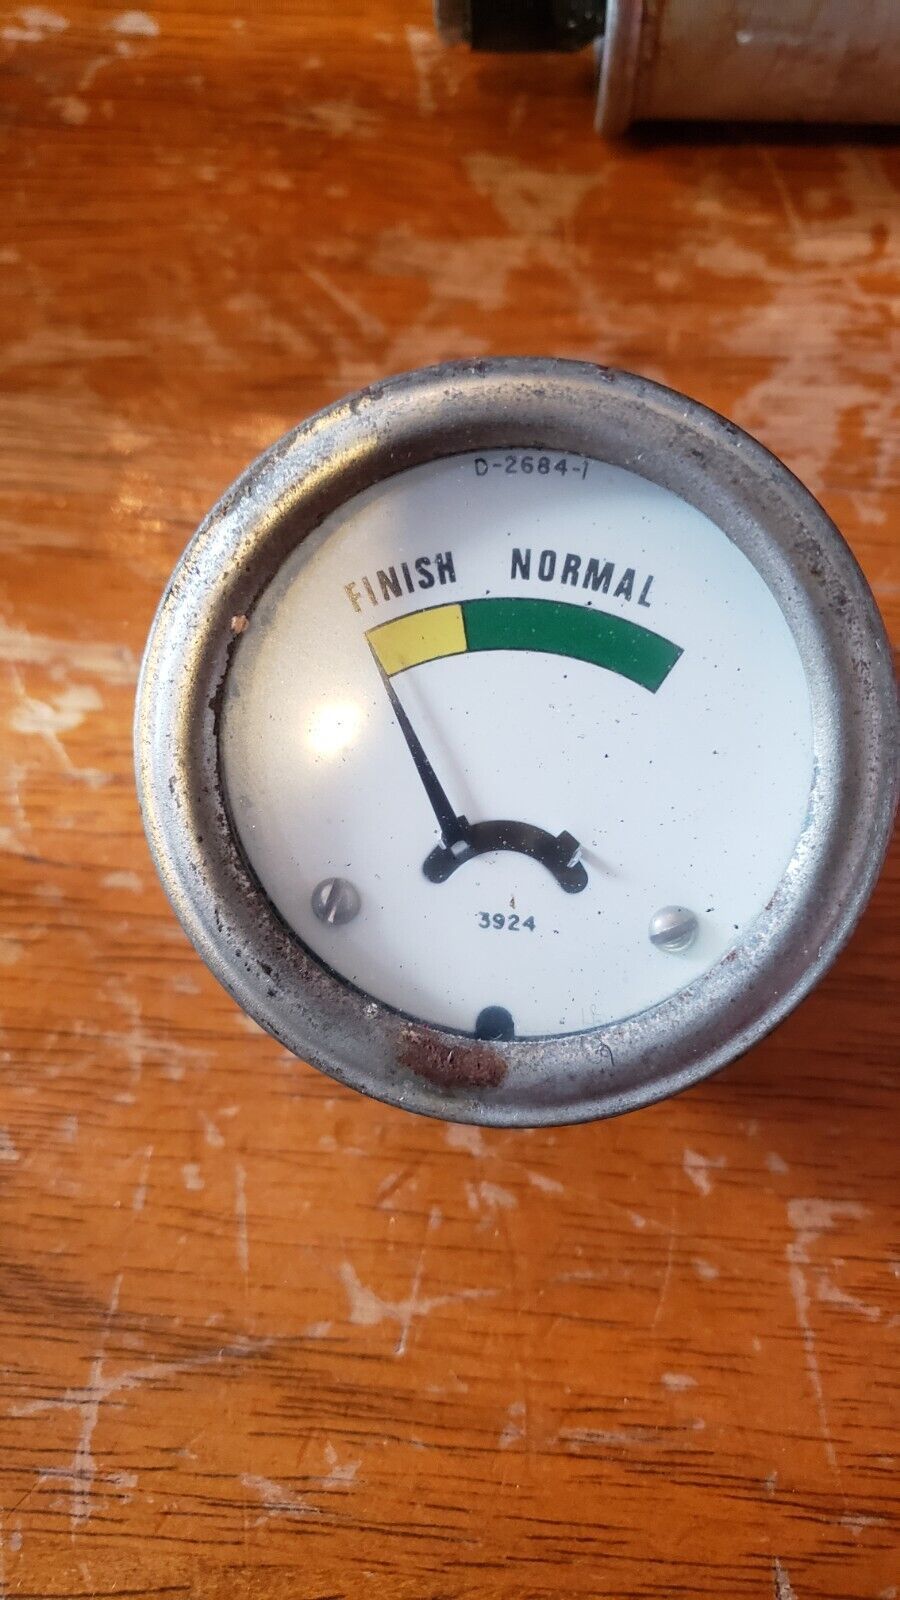 D-2684-1
FINISH NORMAL
3924